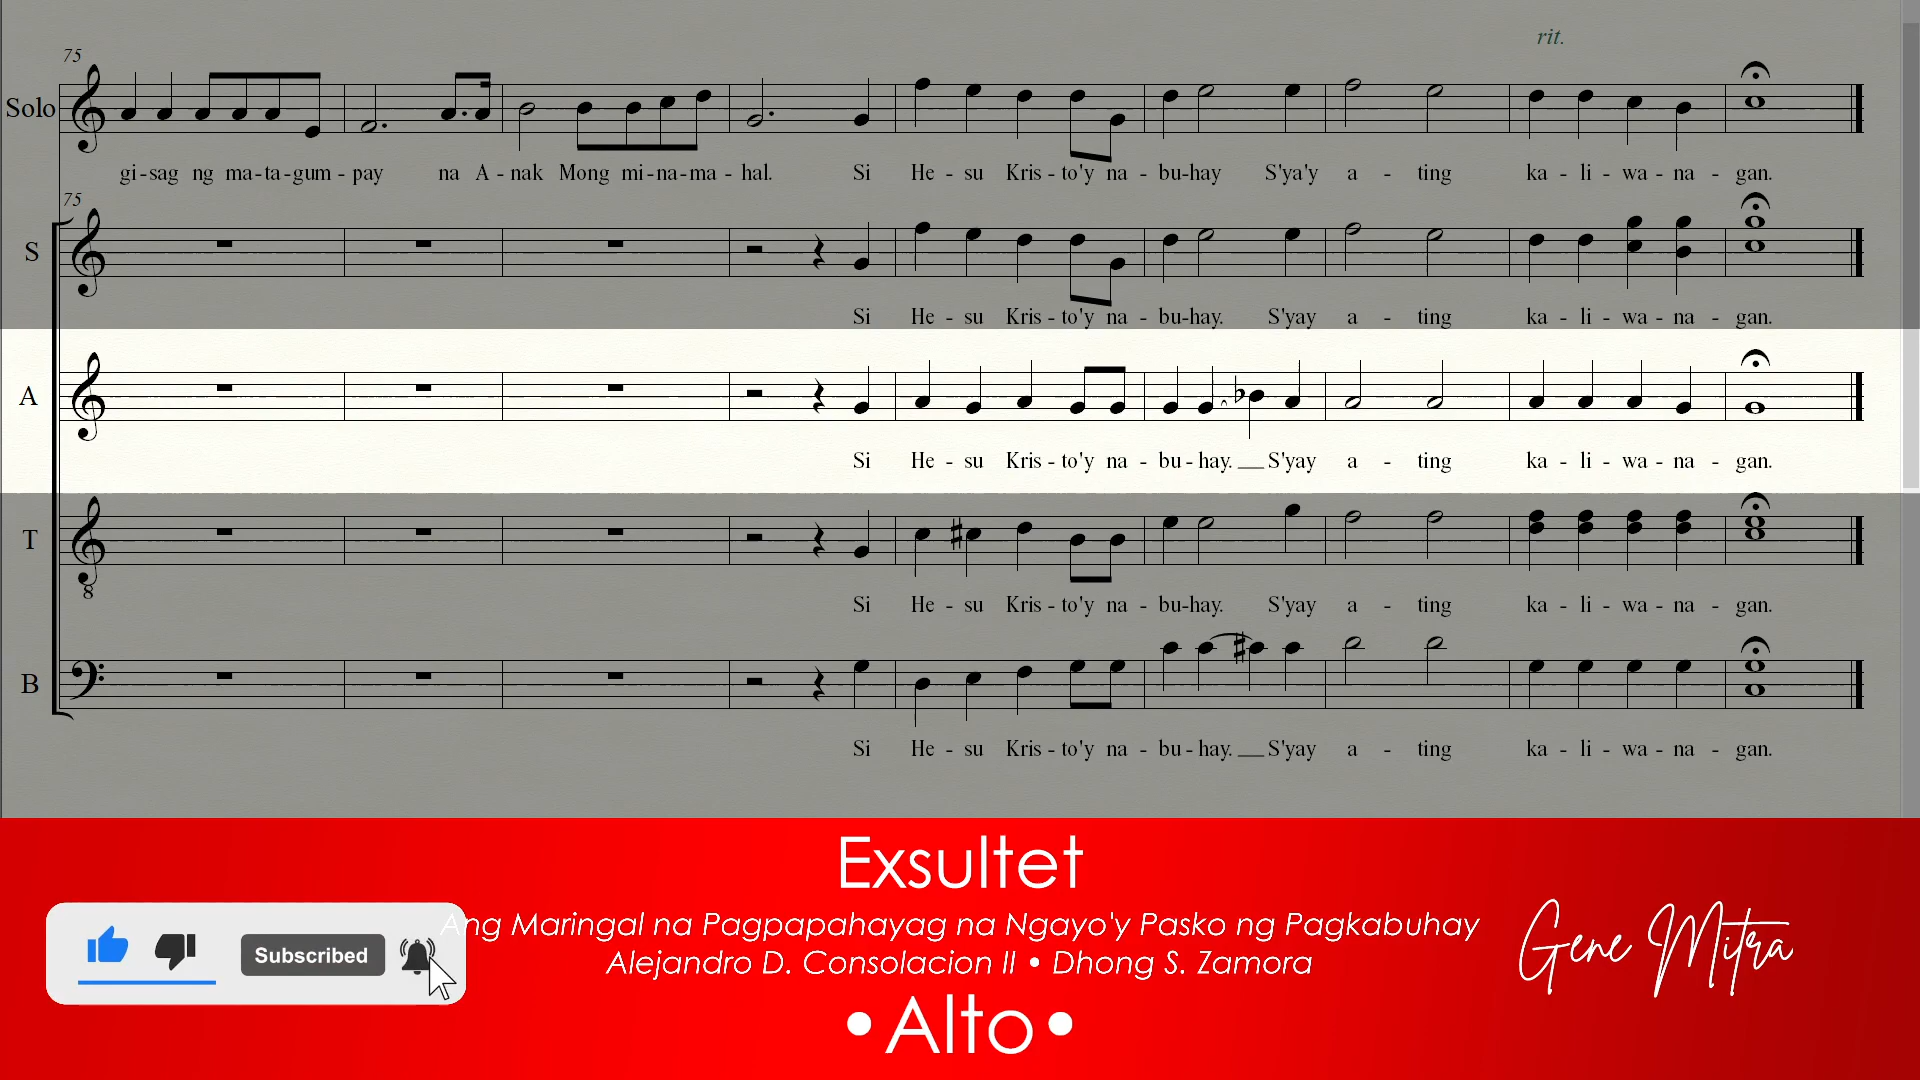 rit.
75
Solo
gi-sag ng ma-ta-gum-pay na A-nak Mong mi-na-ma-hal. Si He-su Kris-to'y na-bu-hay S'ya'y a-ting ka-li-wa-na-gan.
75
S
Si He-su Kris-to'y na-bu-hay. S'yay a-ting ka-li-wa-na-gan.
A
Si He-su Kris-to'y na-bu-hay.__ S'yay a-ting ka-li-wa-na-gan.
T
8
Si He-su Kris-to'y na-bu-hay. S'yay a-ting ka-li-wa-na-gan.
B
Si He-su Kris-to'y na-bu-hay.__ S'yay a-ting ka-li-wa-na-gan.
Exsultet
Ang Maringal na Pagpapahayag na Ngayo'y Pasko ng Pagkabuhay
Alejandro D. Consolacion II • Dhong S. Zamora
•Alto•
Subscribed
Gene Mitra